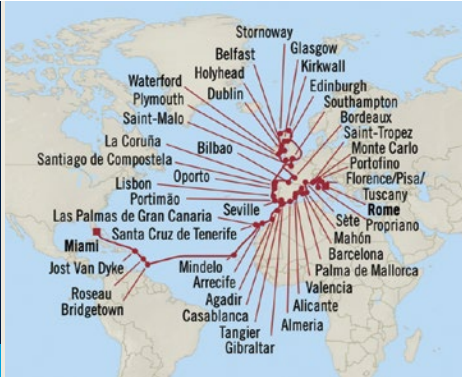 Stornoway
Glasgow
Belfast
Kirkwall
Holyhead
Edinburgh
Waterford
Dublin
Southampton
Plymouth
Bordeaux
Saint-Malo
Saint-Tropez
La Coruña
Bilbao
Monte Carlo
Santiago de Compostela
Portofino
Oporto
Florence/Pisa/
Tuscany
Lisbon
Portimão
Rome
Seville
Las Palmas de Gran Canaria
Sète
Propriano
Santa Cruz de Tenerife
Mahón
Miami
Barcelona
Jost Van Dyke
Mindelo
Palma de Mallorca
Arrecife
Valencia
Roseau
Agadir
Alicante
Bridgetown
Casablanca
Almeria
Tangier
Gibraltar